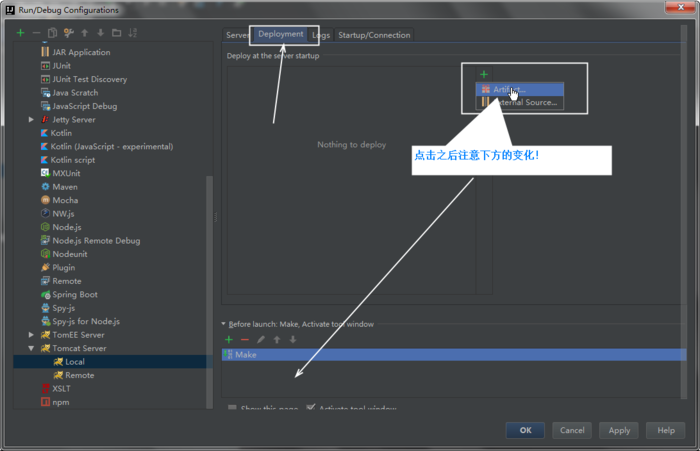 Run/Debug Configurations
JAR Application
JUnit
JUnit Test Discovery
Java Scratch
JavaScript Debug
Jetty Server
Kotlin
Kotlin (JavaScript - experimental)
Kotlin script
MXUnit
Maven
Mocha
NW.js
Node.js
Node.js Remote Debug
Nodeunit
Plugin
Remote
Spring Boot
Spy-js
Spy-js for Node.js
TomEE Server
Tomcat Server
Local
Remote
XSLT
npm
Server Deployment Logs Startup/Connection
Deploy at the server startup
Nothing to deploy
Artifact...
External Source...
点击之后注意下方的变化!
Before launch: Make, Activate tool window
Make
Show this page Activate tool window
OK Cancel Apply Help